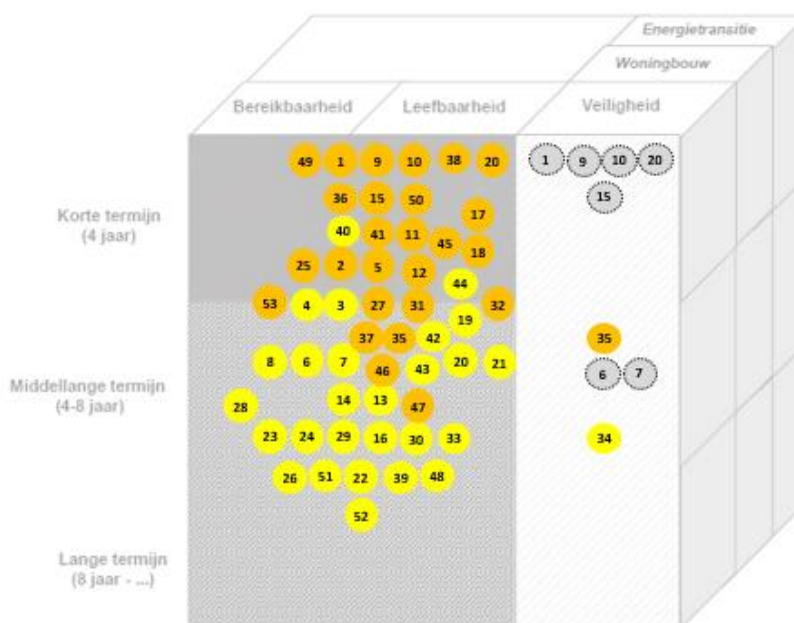 Energietransitie
Woningbouw
Bereikbaarheid Leefbaarheid Veiligheid
49 1 9 10 38 20 1 9 10 20
36 15 50 15
17
Korte termijn
(4 jaar)
40 41 11 45
18
25 2 5 12
44
53 4 3 27 31 32
19
37 35 42 35
8 6 7 46 43 20 21 6 7
Middellange termijn
(4-8 jaar)
28 14 13 47
23 24 29 16 30 33 34
26 51 22 39 48
52
Lange termijn
(8 jaar - ...)